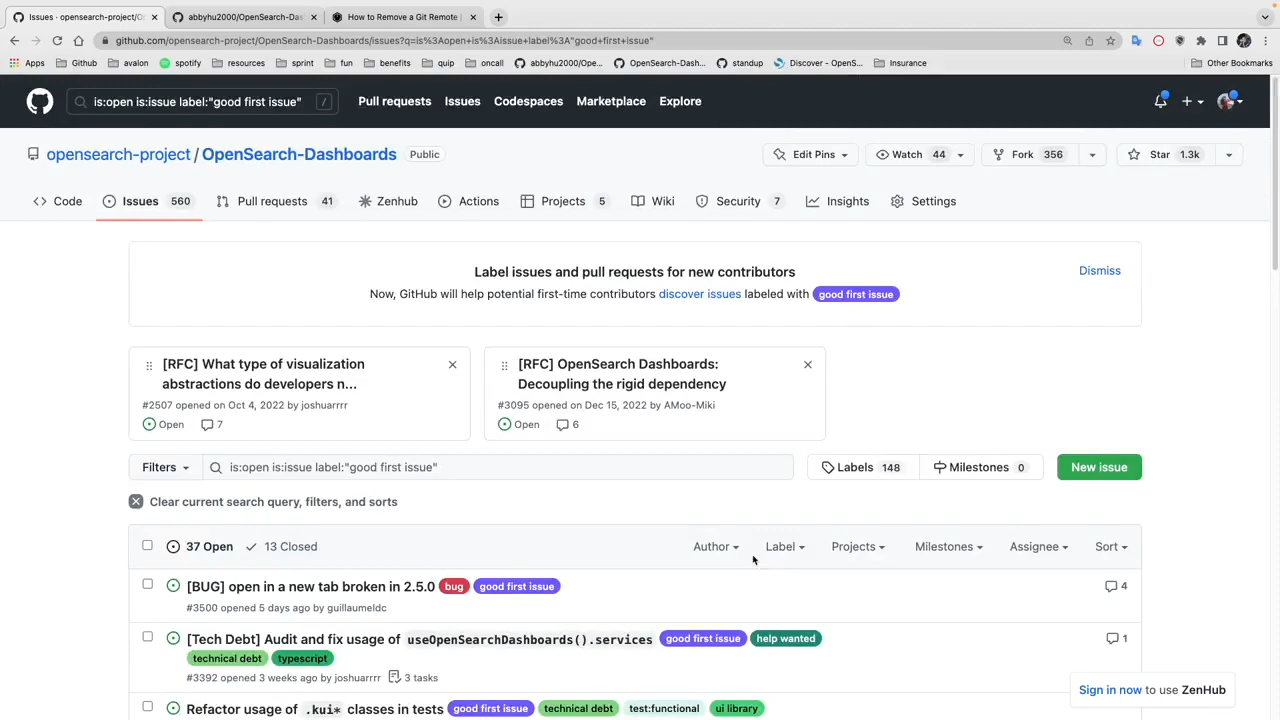 Issues · opensearch-project/O
abbyhu2000/OpenSearch-Das
How to Remove a Git Remote
github.com/opensearch-project/OpenSearch-Dashboards/issues?q=is%3Aopen+is%3Aissue+label%3A"good+first+issue"
Apps Github avalon spotify resources sprint fun benefits quip oncall abbyhu2000/Ope... OpenSearch-Dash... standup Discover - OpenS... Insurance Other Bookmarks
is:open is:issue label:"good first issue" / Pull requests Issues Codespaces Marketplace Explore
opensearch-project / OpenSearch-Dashboards Public Edit Pins Watch 44 Fork 356 Star 1.3k
Code Issues 560 Pull requests 41 Zenhub Actions Projects 5 Wiki Security 7 Insights Settings
Label issues and pull requests for new contributors
Dismiss
Now, GitHub will help potential first-time contributors discover issues labeled with good first issue
[RFC] What type of visualization
abstractions do developers n...
#2507 opened on Oct 4, 2022 by joshuarrrr
Open 7
[RFC] OpenSearch Dashboards:
Decoupling the rigid dependency
#3095 opened on Dec 15, 2022 by AMoo-Miki
Open 6
Filters is:open is:issue label:"good first issue" Labels 148 Milestones 0 New issue
Clear current search query, filters, and sorts
37 Open 13 Closed Author Label Projects Milestones Assignee Sort
[BUG] open in a new tab broken in 2.5.0 bug good first issue 4
#3500 opened 5 days ago by guillaumeldc
[Tech Debt] Audit and fix usage of useOpenSearchDashboards().services good first issue help wanted 1
technical debt typescript
#3392 opened 3 weeks ago by joshuarrrr 3 tasks
Sign in now to use ZenHub
Refactor usage of .kui* classes in tests good first issue technical debt test:functional ui library